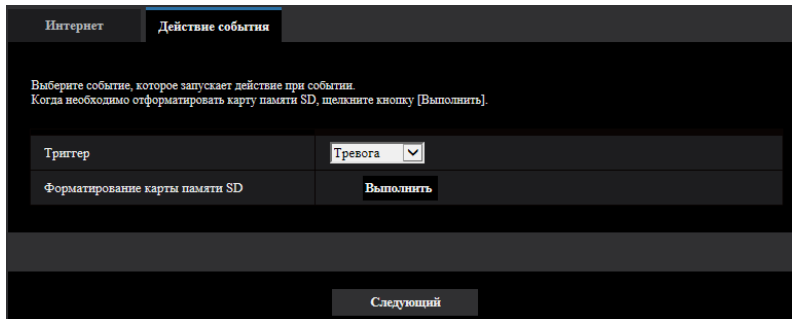 Интернет Действие события
Выберите событие, которое запускает действие при событии.
Когда необходимо отформатировать карту памяти SD, щелкните кнопку [Выполнить].
Триггер Тревога
Форматирование карты памяти SD Выполнить
Следующий